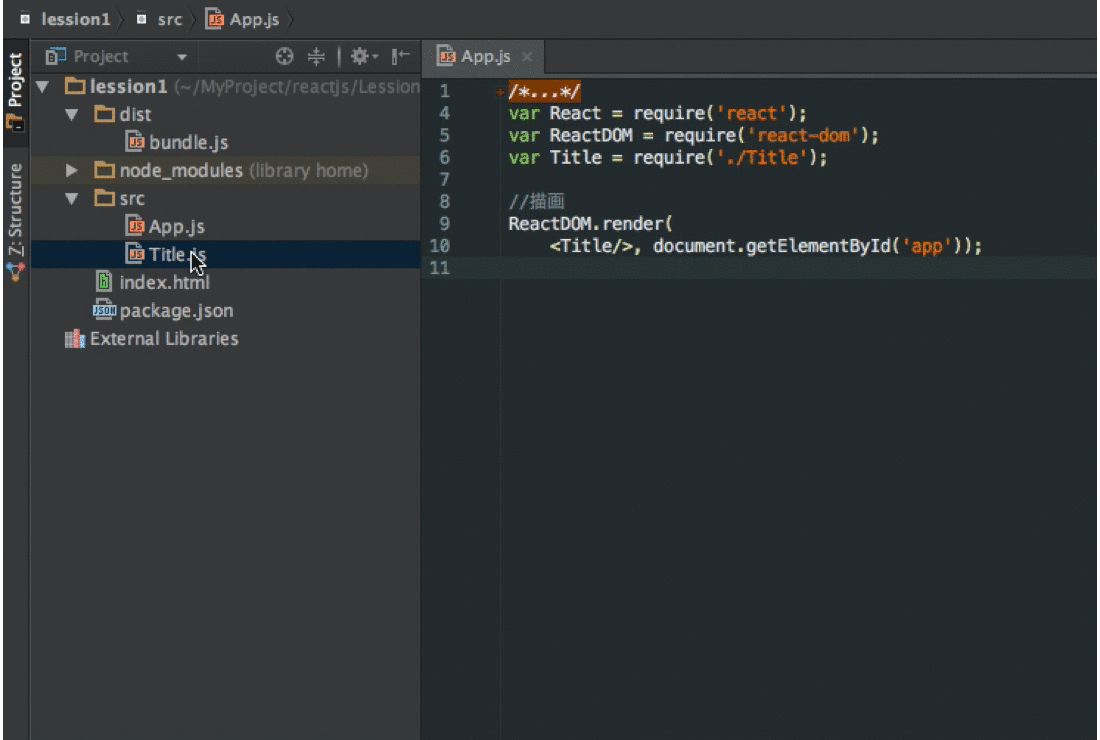 lession1 src App.js
Project
Z: Structure
Project
lession1 (~/MyProject/reactjs/Lession
dist
bundle.js
node_modules (library home)
src
App.js
Title.js
index.html
package.json
External Libraries
App.js
1 /*...*/
4 var React = require('react');
5 var ReactDOM = require('react-dom');
6 var Title = require('./Title');
7
8 //描画
9 ReactDOM.render(
10 <Title/>, document.getElementById('app'));
11